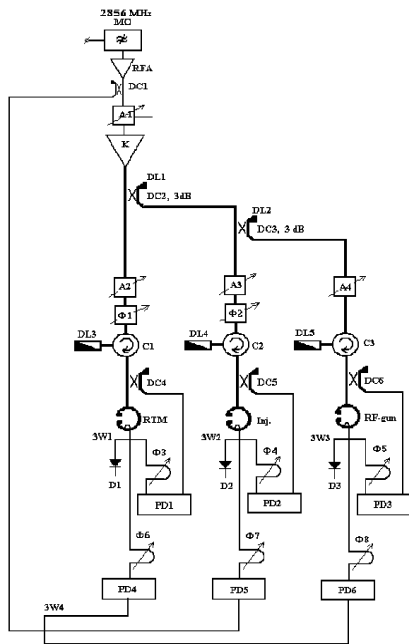 2856 MHz
MO
RFA
DC1
A1
K
DL1
DC2, 3dB
DL2
DC3, 3 dB
A2
A3
A4
Φ1
Φ2
DL3
C1
DL4
C2
DL5
C3
DC4
DC5
DC6
RTM
Inj.
RF-gun
3W1
Φ3
3W2
Φ4
3W3
Φ5
D1
D2
D3
PD1
PD2
PD3
Φ6
Φ7
Φ8
PD4
PD5
PD6
3W4